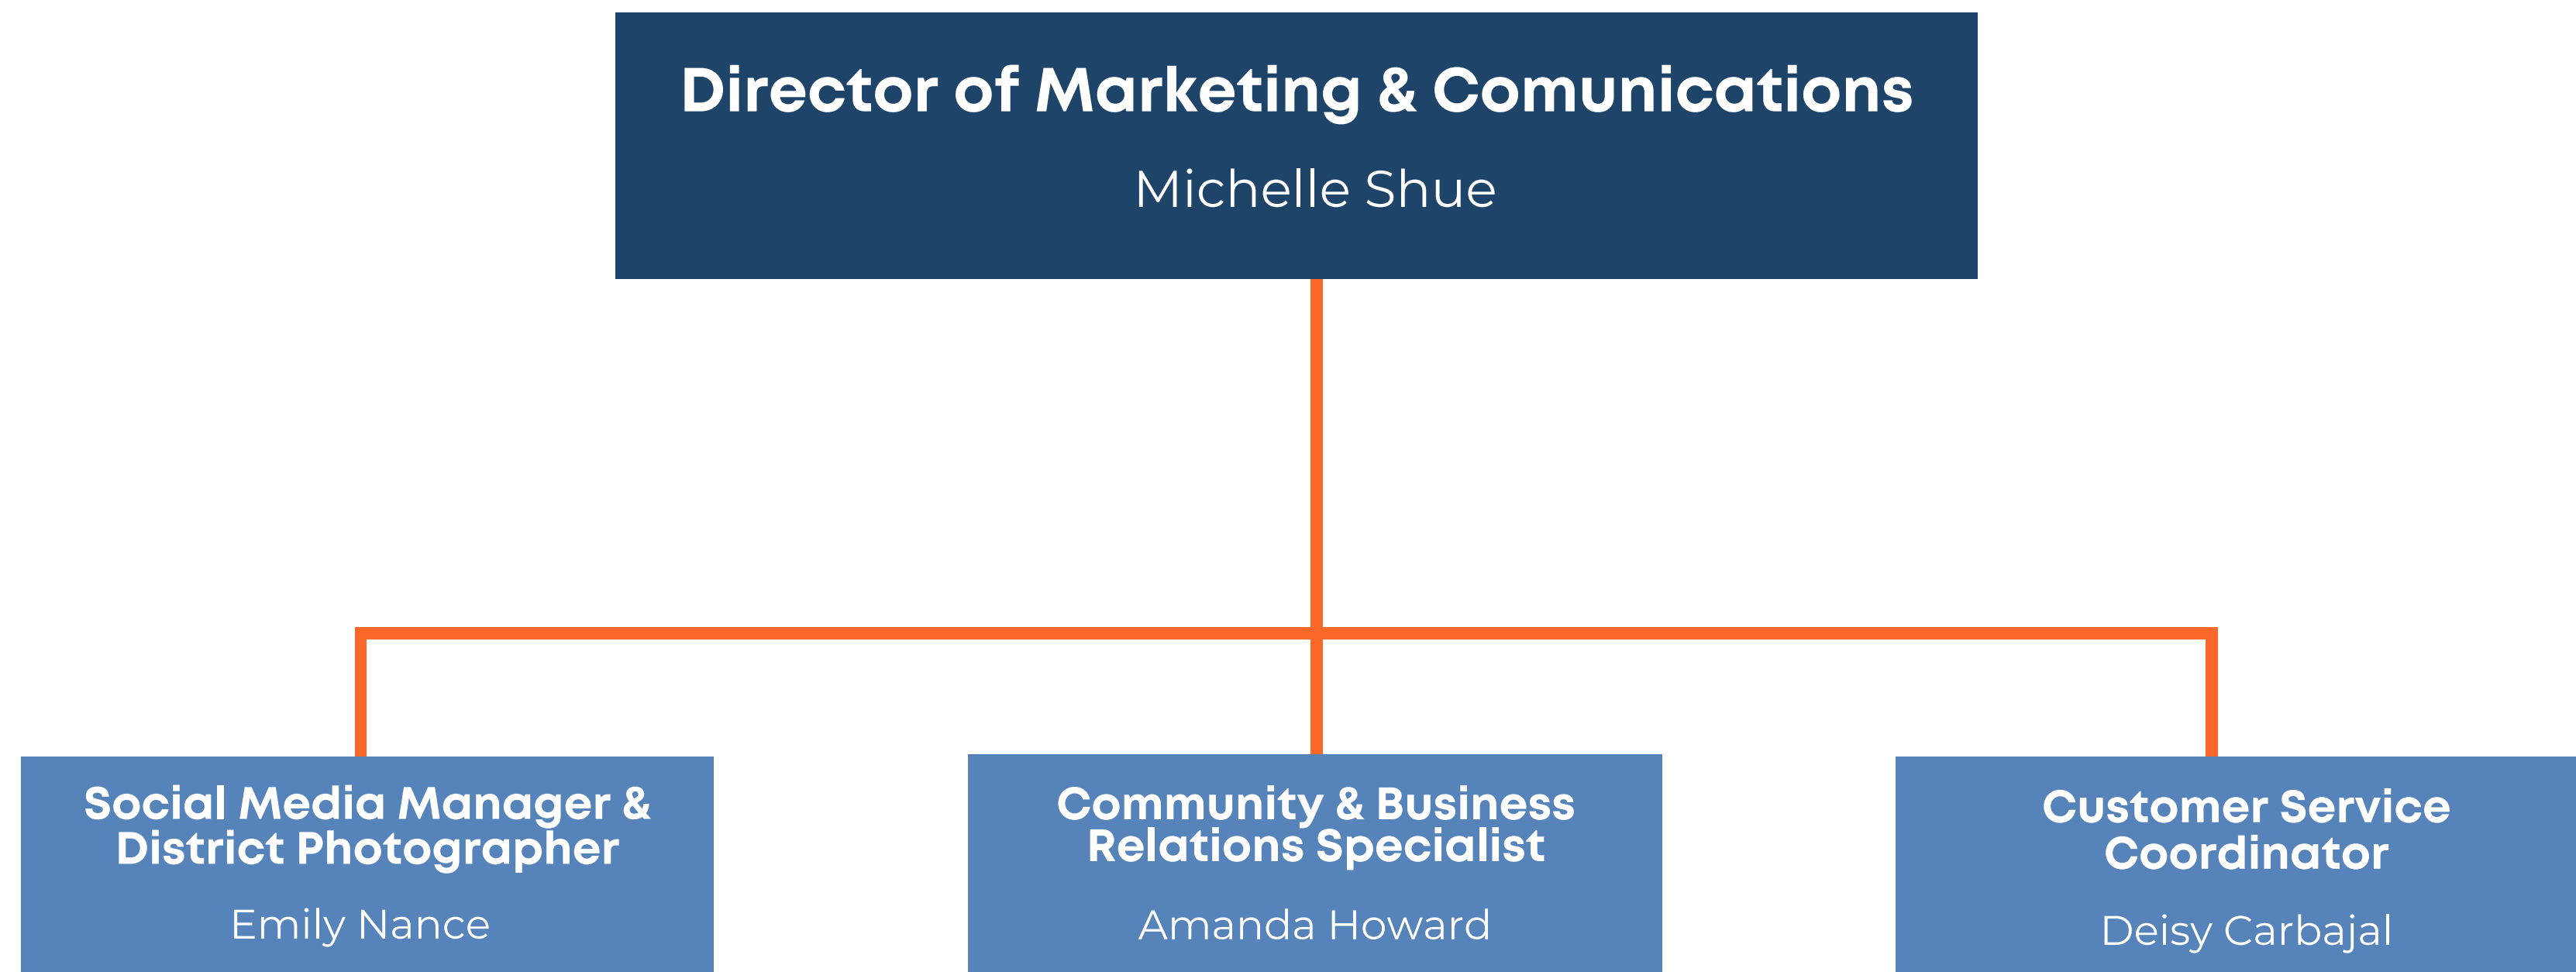 Director of Marketing & Comunications
Michelle Shue
Social Media Manager &
District Photographer
Emily Nance
Community & Business
Relations Specialist
Amanda Howard
Customer Service
Coordinator
Deisy Carbajal